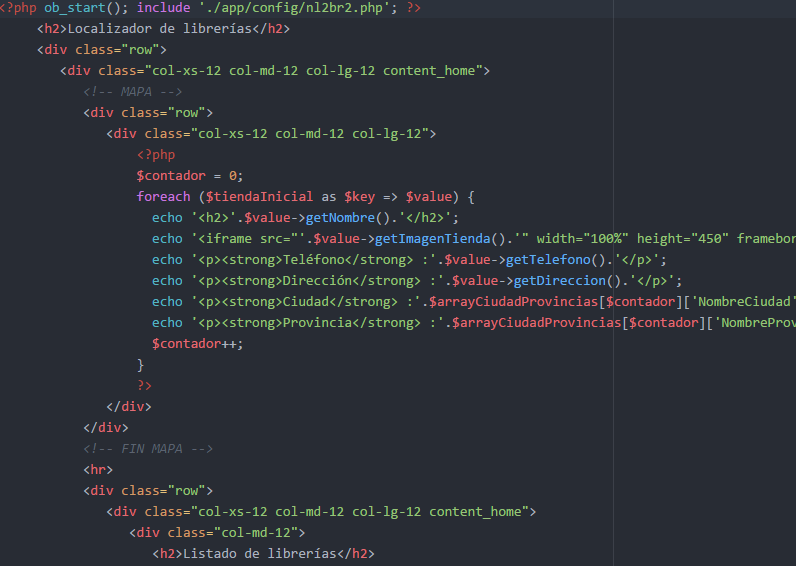 <?php ob_start(); include './app/config/nl2br2.php'; ?>
<h2>Localizador de librerías</h2>
<div class="row">
<div class="col-xs-12 col-md-12 col-lg-12 content_home">
<!-- MAPA -->
<div class="row">
<div class="col-xs-12 col-md-12 col-lg-12">
<?php
$contador = 0;
foreach ($tiendaInicial as $key => $value) {
echo '<h2>'.$value->getNombre().'</h2>';
echo '<iframe src="'.$value->getImagenTienda().'" width="100%" height="450" framebor
echo '<p><strong>Teléfono</strong> :'.$value->getTelefono().'</p>';
echo '<p><strong>Dirección</strong> :'.$value->getDireccion().'</p>';
echo '<p><strong>Ciudad</strong> :'.$arrayCiudadProvincias[$contador]['NombreCiudad'
echo '<p><strong>Provincia</strong> :'.$arrayCiudadProvincias[$contador]['NombreProv
$contador++;
}
?>
</div>
</div>
<!-- FIN MAPA -->
<hr>
<div class="row">
<div class="col-xs-12 col-md-12 col-lg-12 content_home">
<div class="col-md-12">
<h2>Listado de librerías</h2>